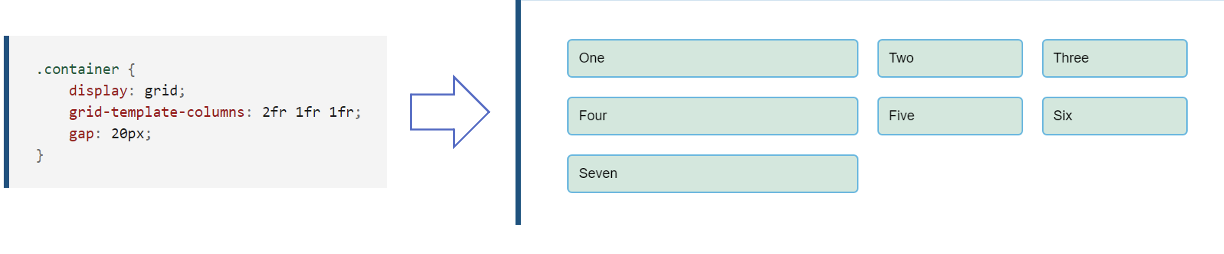 .container {
    display: grid;
    grid-template-columns: 2fr 1fr 1fr;
    gap: 20px;
}
One Two Three
Four Five Six
Seven